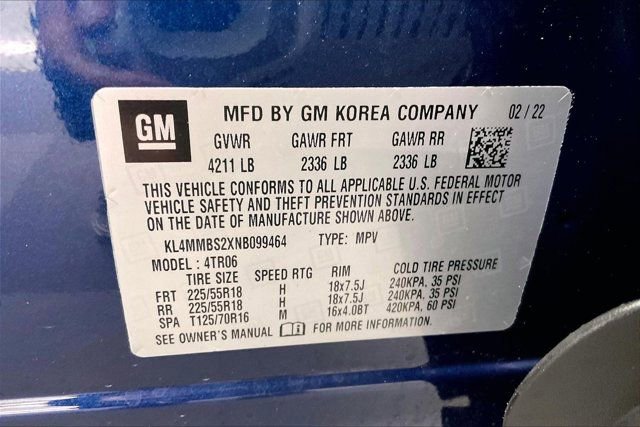 GM MFD BY GM KOREA COMPANY 02 / 22
GVWR GAWR FRT GAWR RR
4211 LB 2336 LB 2336 LB
THIS VEHICLE CONFORMS TO ALL APPLICABLE U.S. FEDERAL MOTOR
VEHICLE SAFETY AND THEFT PREVENTION STANDARDS IN EFFECT
ON THE DATE OF MANUFACTURE SHOWN ABOVE.
KL4MMBS2XNB099464 TYPE: MPV
MODEL : 4TR06
TIRE SIZE SPEED RTG RIM COLD TIRE PRESSURE
FRT 225/55R18 H 18x7.5J 240KPA, 35 PSI
RR 225/55R18 H 18x7.5J 240KPA, 35 PSI
SPA T125/70R16 M 16x4.0BT 420KPA, 60 PSI
SEE OWNER'S MANUAL FOR MORE INFORMATION.